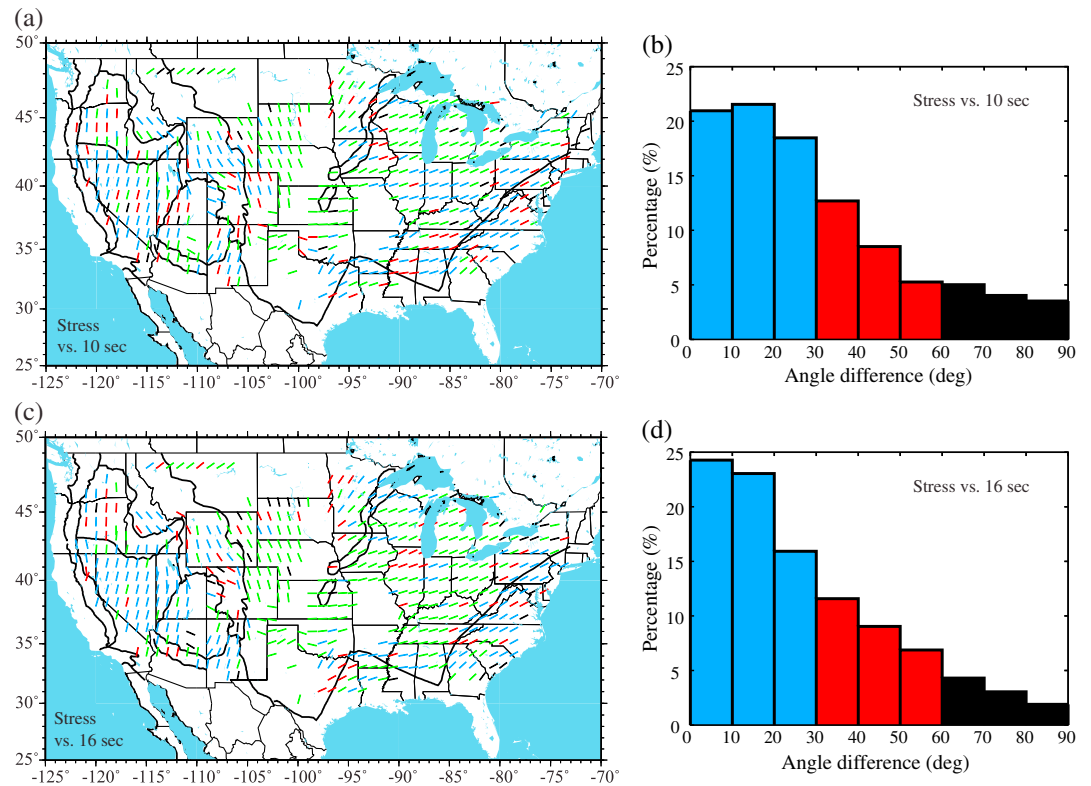 (a)
50°
45°
40°
35°
30°
25°
-125° -120° -115° -110° -105° -100° -95° -90° -85° -80° -75° -70°
Stress
vs. 10 sec
(b)
25
20
15
10
5
0
Percentage (%)
Stress vs. 10 sec
0 10 20 30 40 50 60 70 80 90
Angle difference (deg)
(c)
50°
45°
40°
35°
30°
25°
-125° -120° -115° -110° -105° -100° -95° -90° -85° -80° -75° -70°
Stress
vs. 16 sec
(d)
25
20
15
10
5
0
Percentage (%)
Stress vs. 16 sec
0 10 20 30 40 50 60 70 80 90
Angle difference (deg)